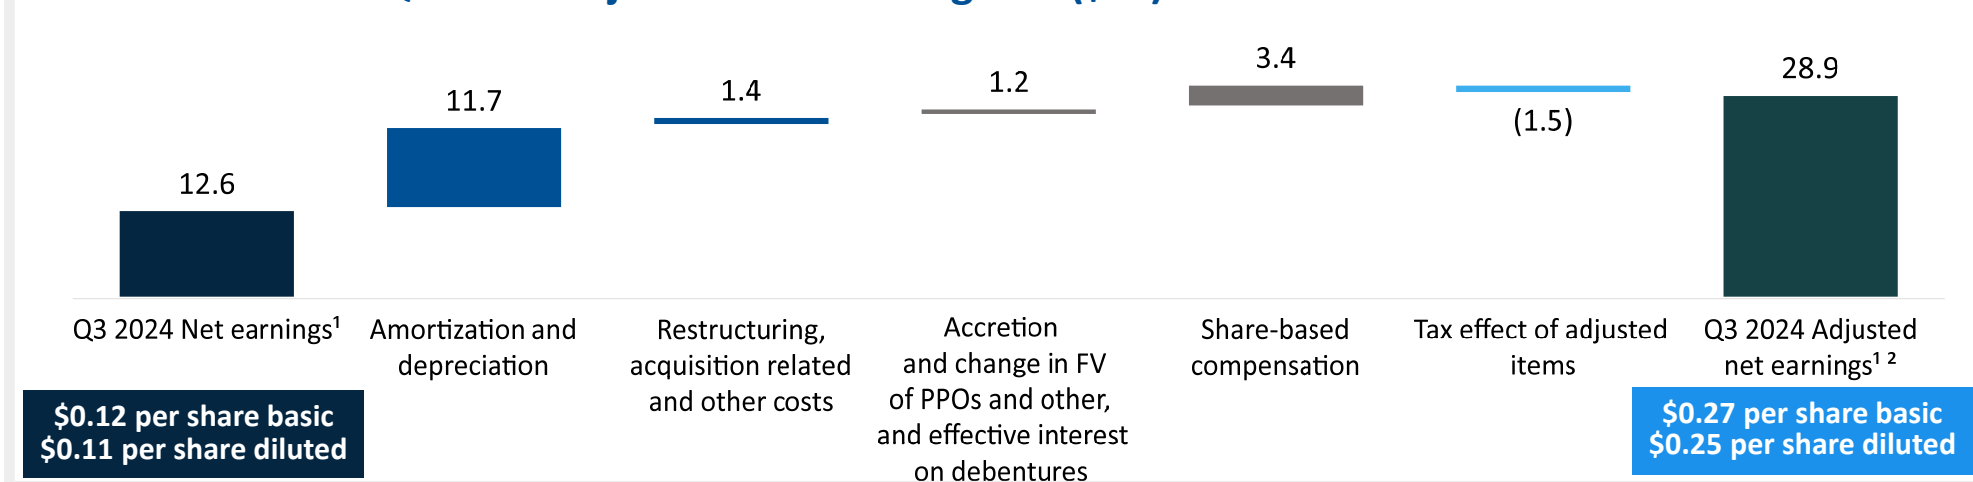 12.6
11.7
1.4
1.2
3.4
(1.5)
28.9
Q3 2024 Net earnings¹
Amortization and
depreciation
Restructuring,
acquisition related
and other costs
Accretion
and change in FV
of PPOs and other,
and effective interest
on debentures
Share-based
compensation
Tax effect of adjusted
items
Q3 2024 Adjusted
net earnings¹ ²
$0.12 per share basic
$0.11 per share diluted
$0.27 per share basic
$0.25 per share diluted